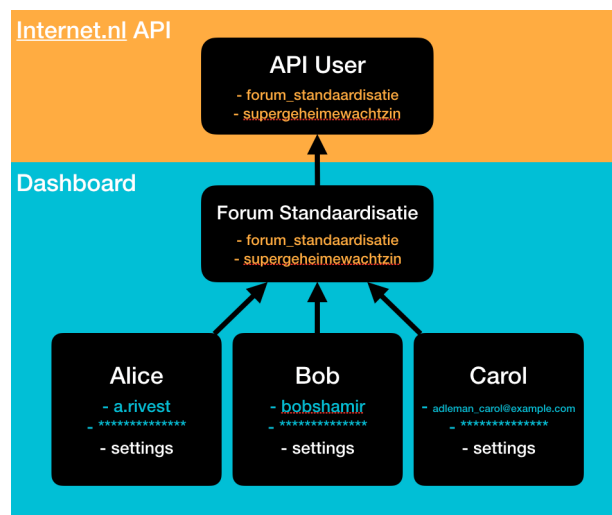 Internet.nl API
API User
- forum_standaardisatie
- supergeheimewachtzin
Dashboard
Forum Standaardisatie
- forum_standaardisatie
- supergeheimewachtzin
Alice
- a.rivest
- **************
- settings
Bob
- bobshamir
- **************
- settings
Carol
- adleman_carol@example.com
- **************
- settings